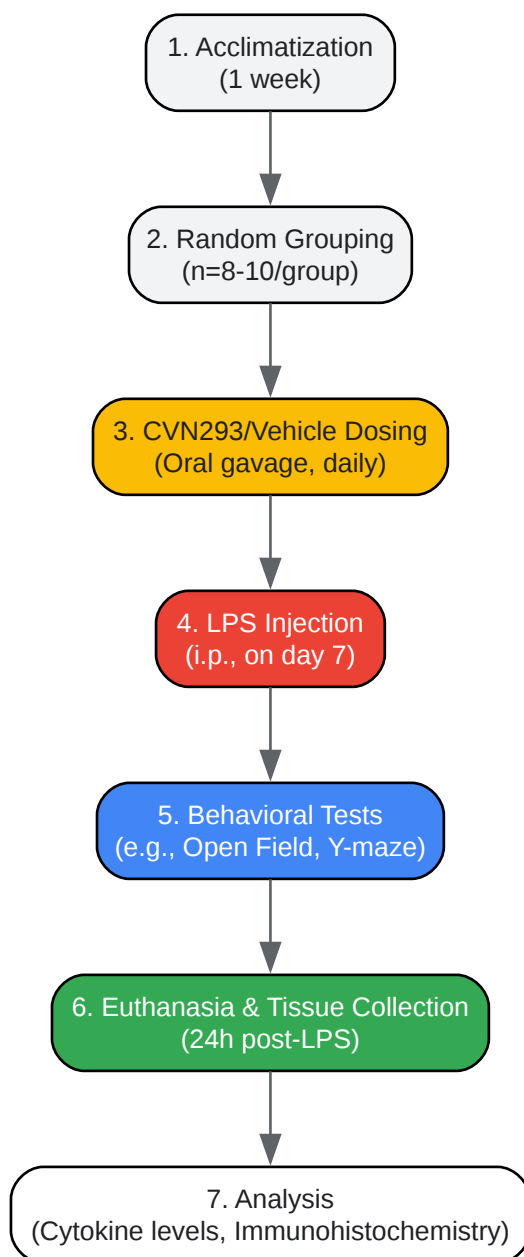 1. Acclimatization
(1 week)
2. Random Grouping
(n=8-10/group)
3. CVN293/Vehicle Dosing
(Oral gavage, daily)
4. LPS Injection
(i.p., on day 7)
5. Behavioral Tests
(e.g., Open Field, Y-maze)
6. Euthanasia & Tissue Collection
(24h post-LPS)
7. Analysis
(Cytokine levels, Immunohistochemistry)